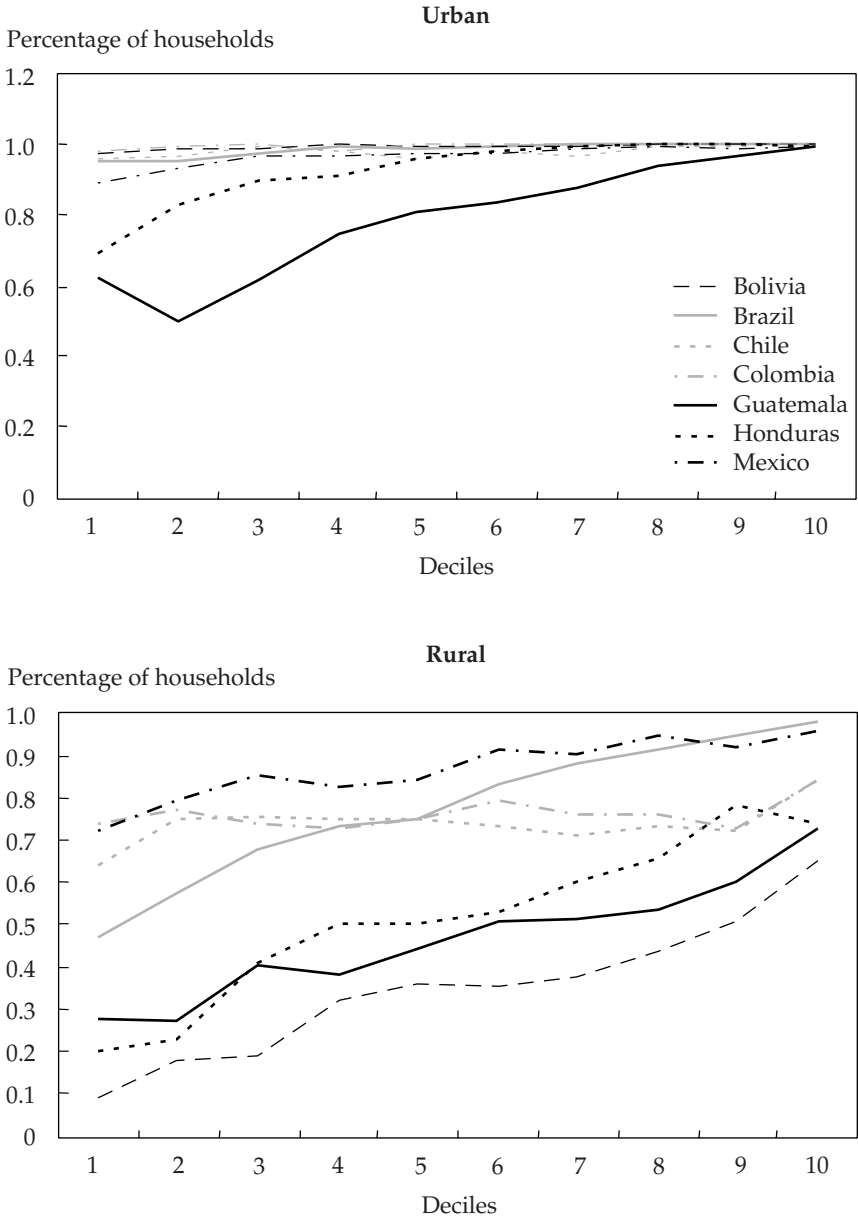 Urban
Percentage of households
1.2
1.0
0.8
0.6
0.4
0.2
0
Bolivia
Brazil
Chile
Colombia
Guatemala
Honduras
Mexico
1 2 3 4 5 6 7 8 9 10
Deciles
Rural
Percentage of households
1.0
0.9
0.8
0.7
0.6
0.5
0.4
0.3
0.2
0.1
0
1 2 3 4 5 6 7 8 9 10
Deciles